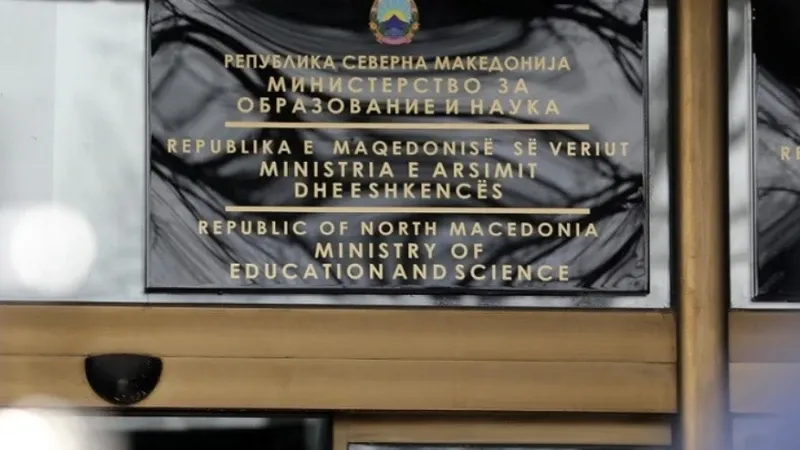 РЕПУБЛИКА СЕВЕРНА МАКЕДОНИЈА
МИНИСТЕРСТВО ЗА
ОБРАЗОВАНИЕ И НАУКА
REPUBLIKA E MAQEDONISË SË VERIUT
MINISTRIA E ARSIMIT
DHE E SHKENCËS
REPUBLIC OF NORTH MACEDONIA
MINISTRY OF
EDUCATION AND SCIENCE